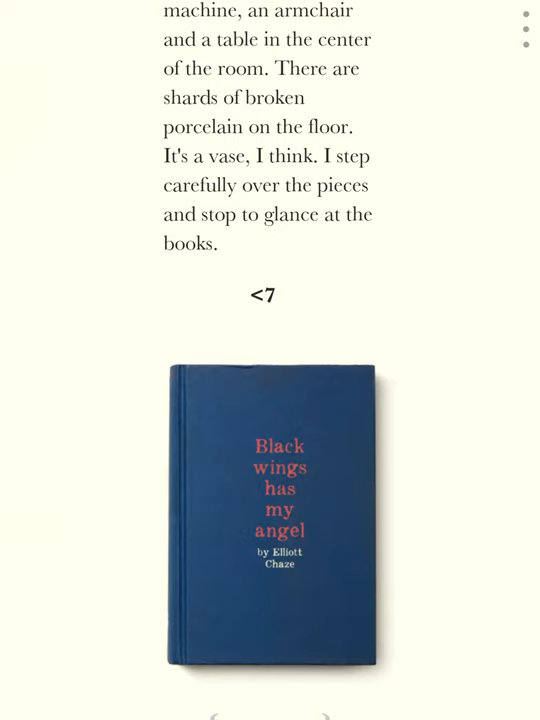 machine, an armchair
and a table in the center
of the room. There are
shards of broken
porcelain on the floor.
It's a vase, I think. I step
carefully over the pieces
and stop to glance at the
books.
<7
Black
wings
has
my
angel
by Elliott
Chaze